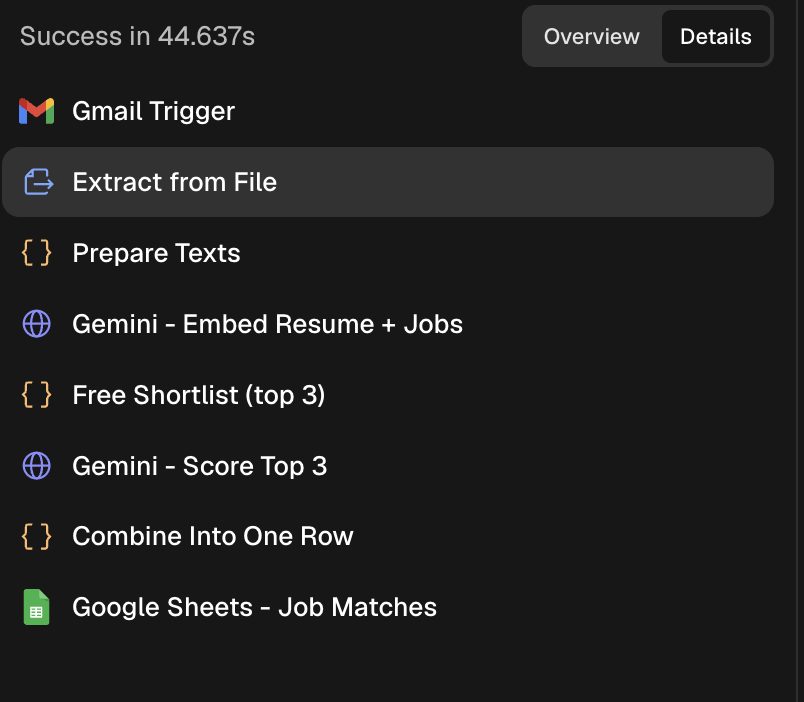 Success in 44.637s
Overview
Details
Gmail Trigger
Extract from File
Prepare Texts
Gemini - Embed Resume + Jobs
Free Shortlist (top 3)
Gemini - Score Top 3
Combine Into One Row
Google Sheets - Job Matches